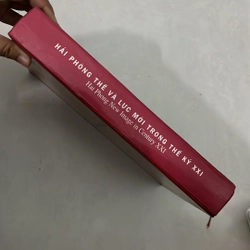 HẢI PHÒNG THẾ VÀ LỰC MỚI TRONG THẾ KỶ XXI
Hai Phong New Image in Century XXI